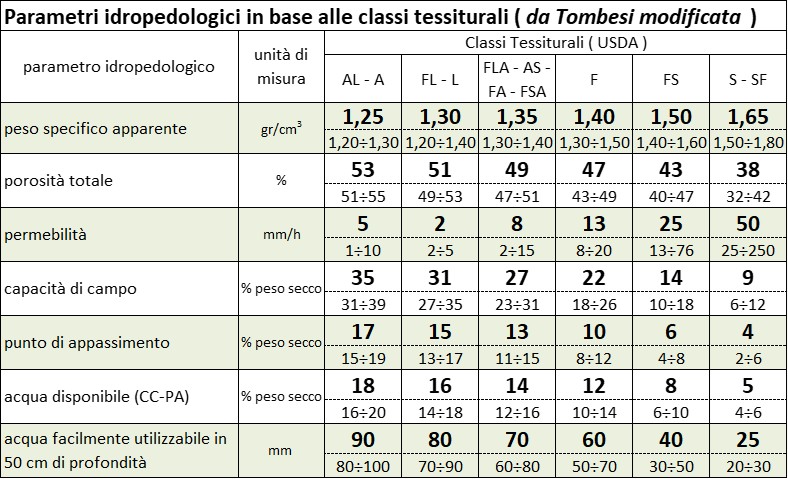 Parametri idropedologici in base alle classi tessiturali ( da Tombesi modificata )
parametro idropedologico
unità di
misura
Classi Tessiturali ( USDA )
AL - A
FL - L
FLA - AS -
FA - FSA
F
FS
S - SF
peso specifico apparente
gr/cm³
1,25 1,30 1,35 1,40 1,50 1,65
1,20÷1,30 1,20÷1,40 1,30÷1,40 1,30÷1,50 1,40÷1,60 1,50÷1,80
porosità totale
%
53 51 49 47 43 38
51÷55 49÷53 47÷51 43÷49 40÷47 32÷42
permebilità
mm/h
5 2 8 13 25 50
1÷10 2÷5 2÷15 8÷20 13÷76 25÷250
capacità di campo
% peso secco
35 31 27 22 14 9
31÷39 27÷35 23÷31 18÷26 10÷18 6÷12
punto di appassimento
% peso secco
17 15 13 10 6 4
15÷19 13÷17 11÷15 8÷12 4÷8 2÷6
acqua disponibile (CC-PA)
% peso secco
18 16 14 12 8 5
16÷20 14÷18 12÷16 10÷14 6÷10 4÷6
acqua facilmente utilizzabile in
50 cm di profondità
mm
90 80 70 60 40 25
80÷100 70÷90 60÷80 50÷70 30÷50 20÷30